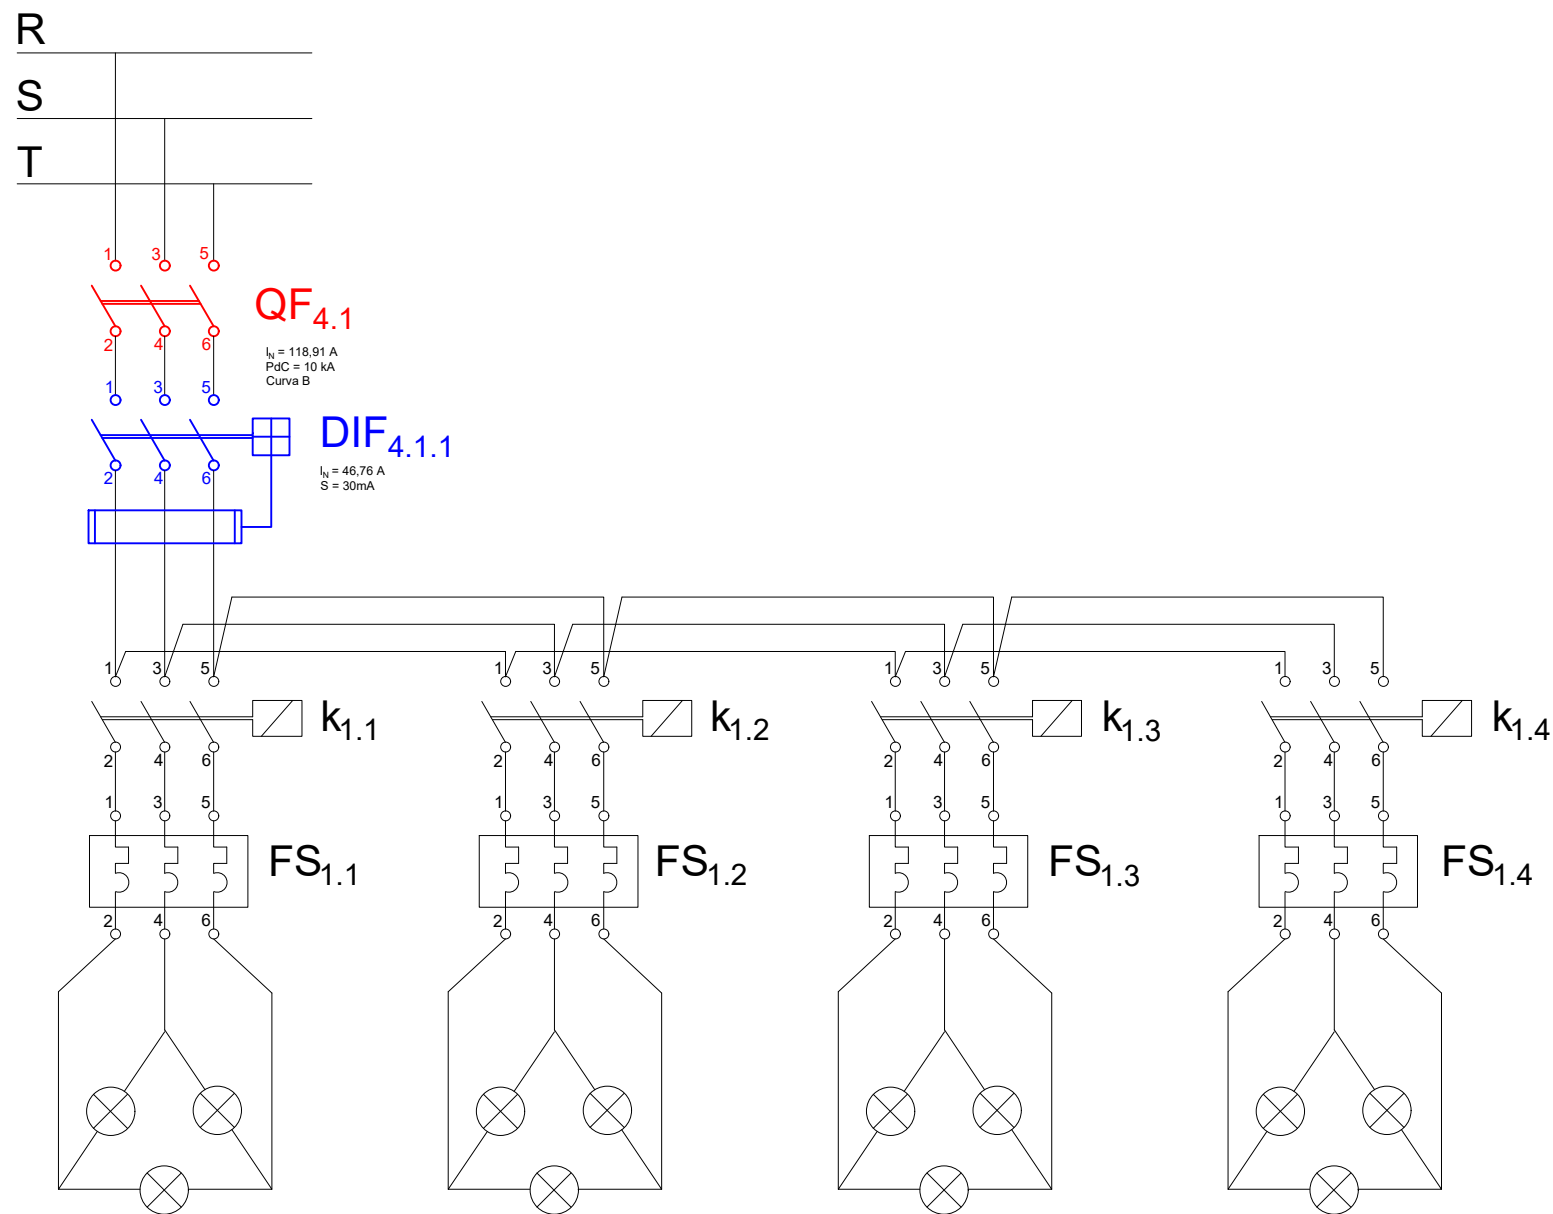 R
S
T
1 3 5
QF4.1
2 4 6
IN = 118,91 A
PdC = 10 kA
Curva B
1 3 5
DIF4.1.1
2 4 6
IN = 46,76 A
S = 30mA
1 3 5 1 3 5 1 3 5 1 3 5
k1.1 k1.2 k1.3 k1.4
2 4 6 2 4 6 2 4 6 2 4 6
1 3 5 1 3 5 1 3 5 1 3 5
FS1.1 FS1.2 FS1.3 FS1.4
2 4 6 2 4 6 2 4 6 2 4 6